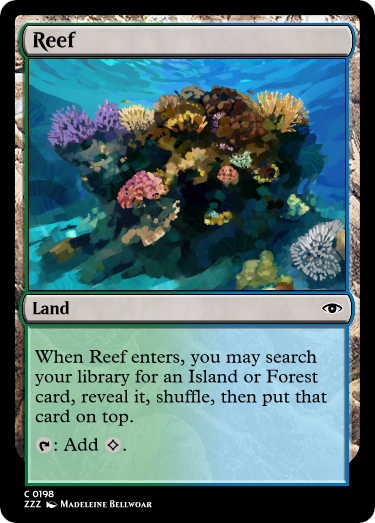 Reef
Land
When Reef enters, you may search
your library for an Island or Forest
card, reveal it, shuffle, then put that
card on top.
: Add .
C 0198
ZZZ MADELEINE BELLWOAR